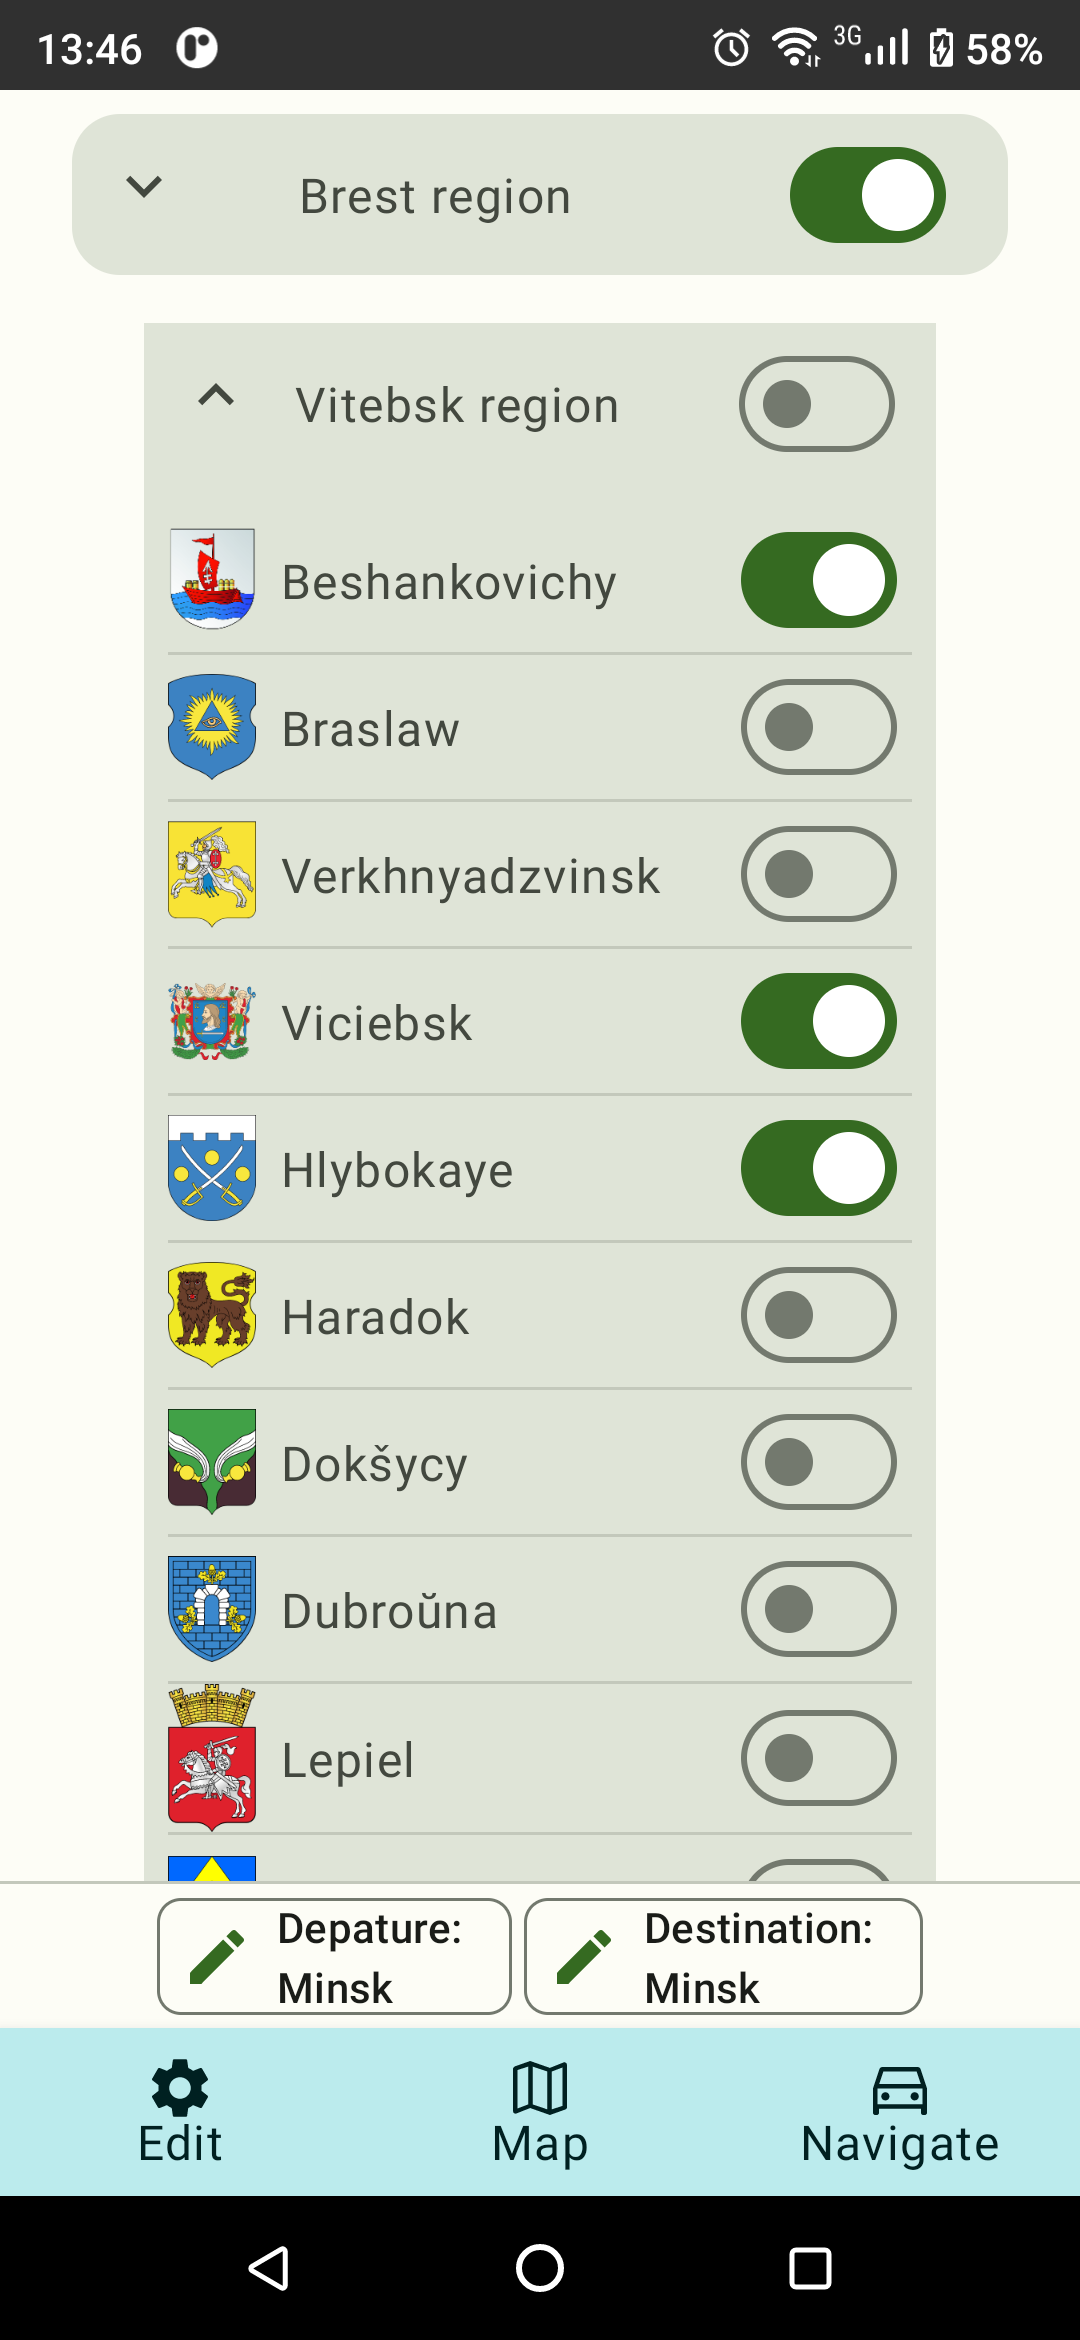 13:46
3G
58%
Brest region
Vitebsk region
Beshankovichy
Braslaw
Verkhnyadzvinsk
Viciebsk
Hlybokaye
Haradok
Dokšycy
Dubroŭna
Lepiel
Depature:
Minsk
Destination:
Minsk
Edit
Map
Navigate